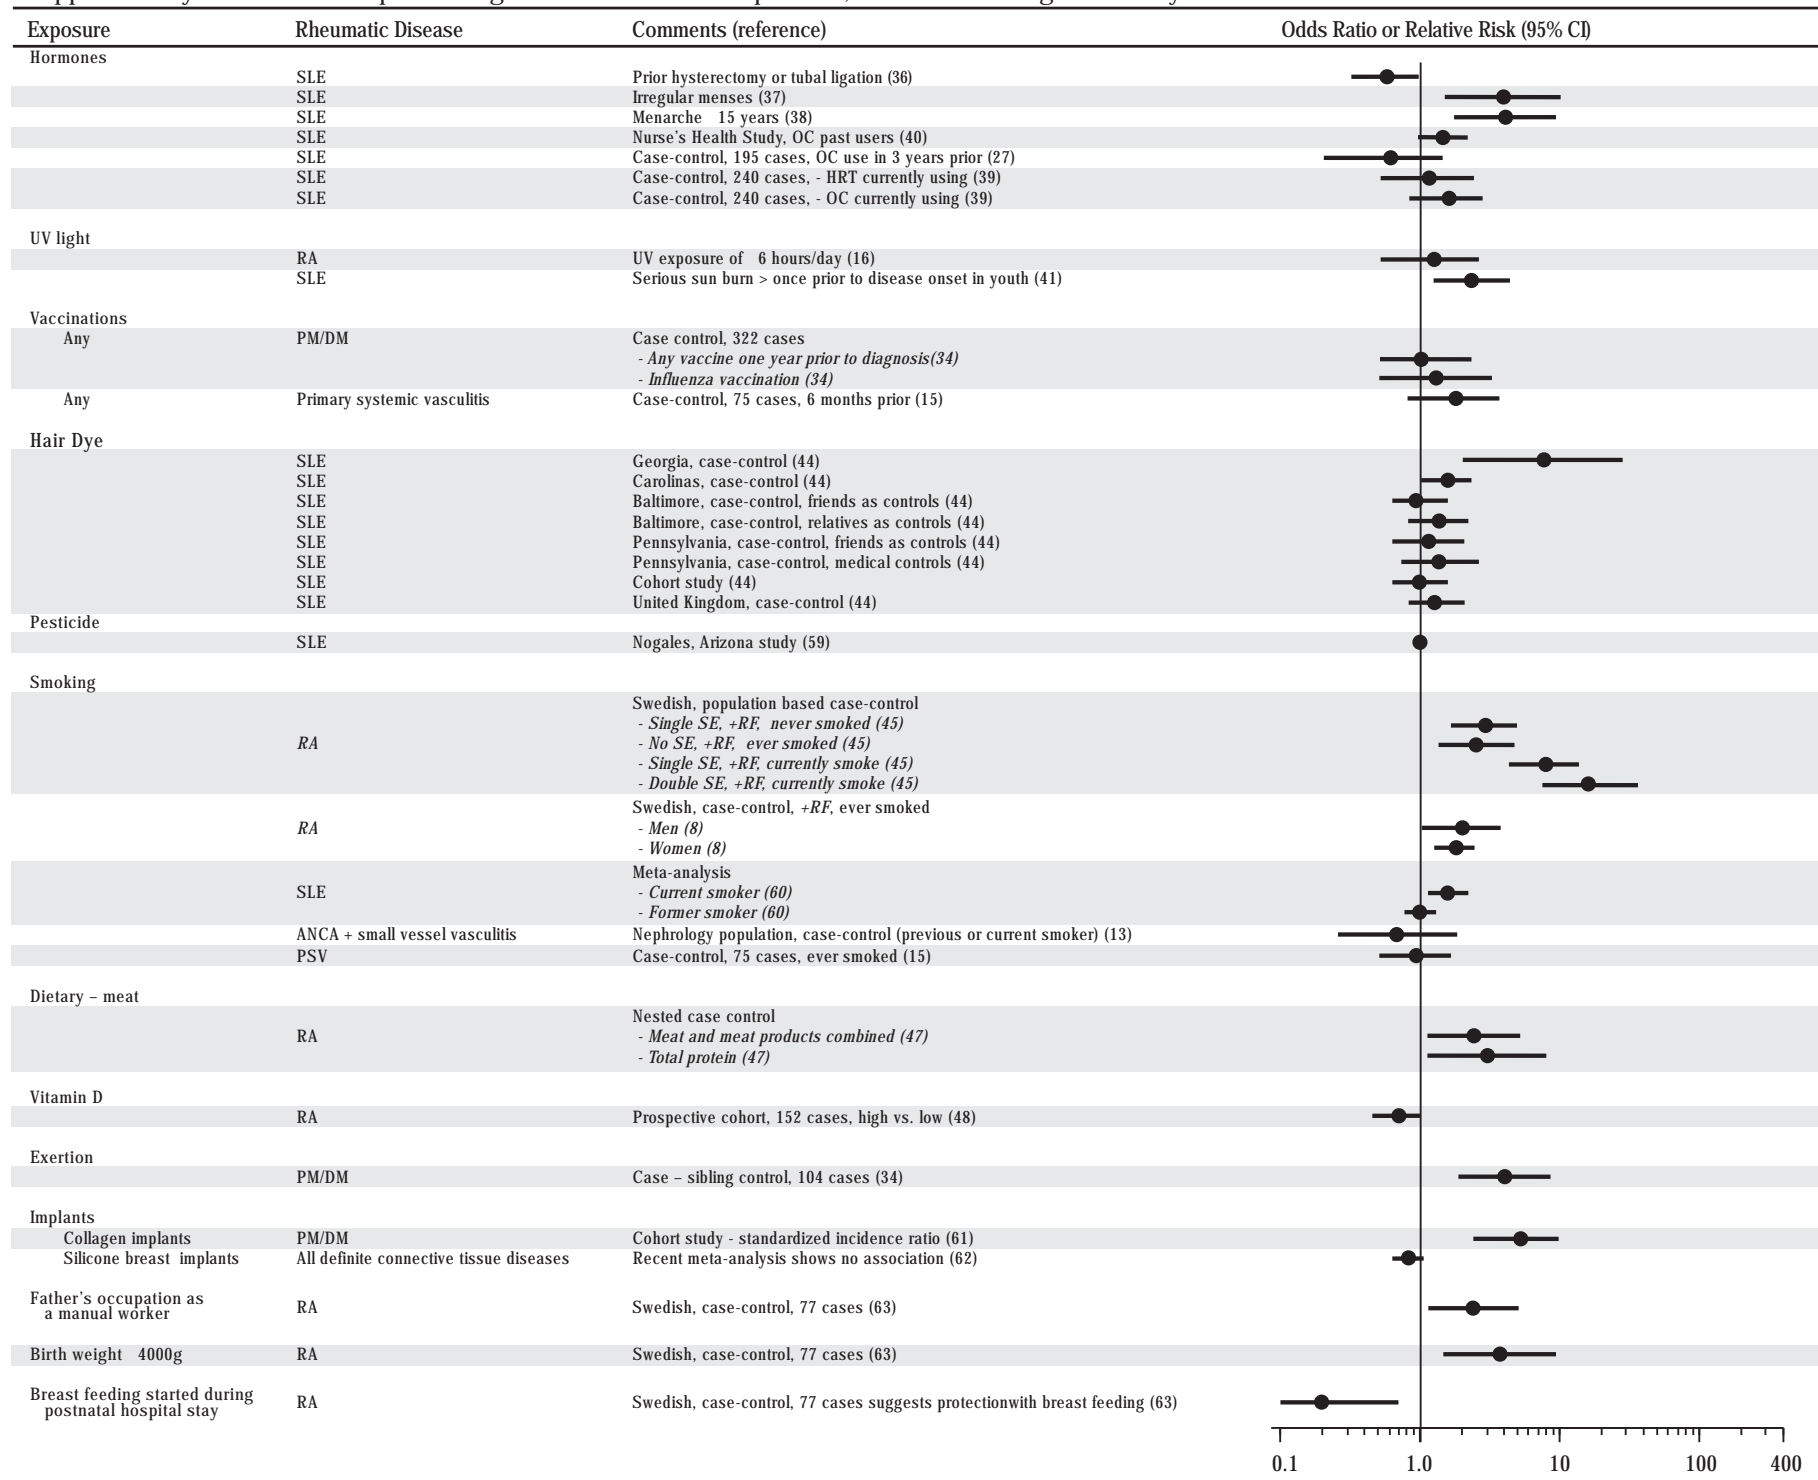 Exposure Rheumatic Disease Comments (reference) Odds Ratio or Relative Risk (95% CI)
Hormones
SLE Prior hysterectomy or tubal ligation (36)
SLE Irregular menses (37)
SLE Menarche 15 years (38)
SLE Nurse's Health Study, OC past users (40)
SLE Case-control, 195 cases, OC use in 3 years prior (27)
SLE Case-control, 240 cases, - HRT currently using (39)
SLE Case-control, 240 cases, - OC currently using (39)
UV light
RA UV exposure of 6 hours/day (16)
SLE Serious sun burn > once prior to disease onset in youth (41)
Vaccinations
Any PM/DM Case control, 322 cases
- Any vaccine one year prior to diagnosis(34)
- Influenza vaccination (34)
Any Primary systemic vasculitis Case-control, 75 cases, 6 months prior (15)
Hair Dye
SLE Georgia, case-control (44)
SLE Carolinas, case-control (44)
SLE Baltimore, case-control, friends as controls (44)
SLE Baltimore, case-control, relatives as controls (44)
SLE Pennsylvania, case-control, friends as controls (44)
SLE Pennsylvania, case-control, medical controls (44)
SLE Cohort study (44)
SLE United Kingdom, case-control (44)
Pesticide
SLE Nogales, Arizona study (59)
Smoking
Swedish, population based case-control
- Single SE, +RF, never smoked (45)
RA - No SE, +RF, ever smoked (45)
- Single SE, +RF, currently smoke (45)
- Double SE, +RF, currently smoke (45)
Swedish, case-control, +RF, ever smoked
RA - Men (8)
- Women (8)
Meta-analysis
SLE - Current smoker (60)
- Former smoker (60)
ANCA + small vessel vasculitis Nephrology population, case-control (previous or current smoker) (13)
PSV Case-control, 75 cases, ever smoked (15)
Dietary – meat
Nested case control
RA - Meat and meat products combined (47)
- Total protein (47)
Vitamin D
RA Prospective cohort, 152 cases, high vs. low (48)
Exertion
PM/DM Case – sibling control, 104 cases (34)
Implants
Collagen implants PM/DM Cohort study - standardized incidence ratio (61)
Silicone breast implants All definite connective tissue diseases Recent meta-analysis shows no association (62)
Father's occupation as
a manual worker RA Swedish, case-control, 77 cases (63)
Birth weight 4000g RA Swedish, case-control, 77 cases (63)
Breast feeding started during
postnatal hospital stay RA Swedish, case-control, 77 cases suggests protectionwith breast feeding (63)
0.1 1.0 10 100 400